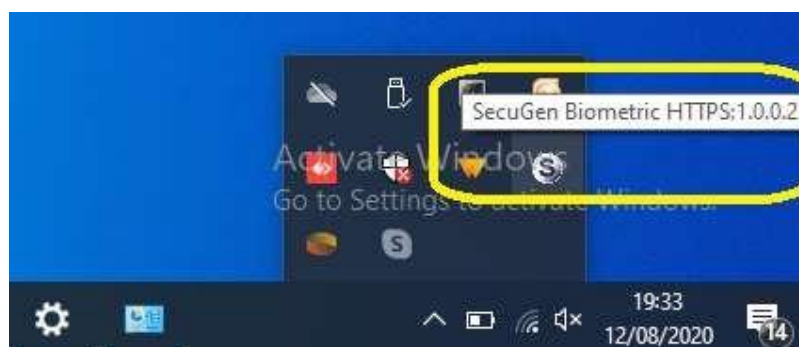 SecuGen Biometric HTTPS;1.0.0.2
Activate Windows
Go to Settings to activate Windows.
S
S
19:33
12/08/2020
14